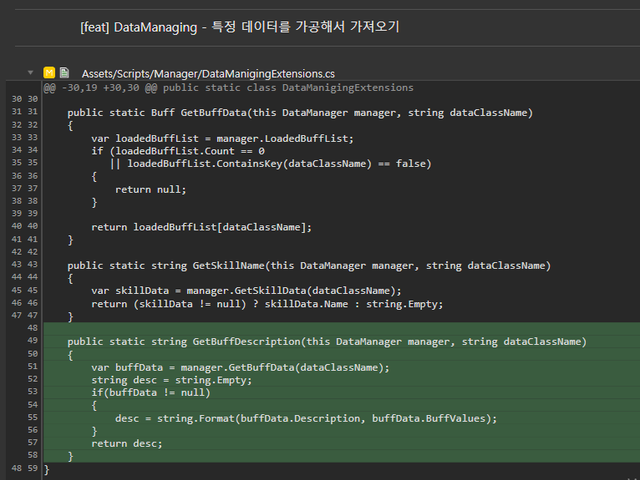 [feat] DataManaging - 특정 데이터를 가공해서 가져오기
M Assets/Scripts/Manager/DataManigingExtensions.cs
@@ -30,19 +30,30 @@ public static class DataManigingExtensions
30 30
31 31 public static Buff GetBuffData(this DataManager manager, string dataClassName)
32 32 {
33 33 var loadedBuffList = manager.LoadedBuffList;
34 34 if (loadedBuffList.Count == 0
35 35 || loadedBuffList.ContainsKey(dataClassName) == false)
36 36 {
37 37 return null;
38 38 }
39 39
40 40 return loadedBuffList[dataClassName];
41 41 }
42 42
43 43 public static string GetSkillName(this DataManager manager, string dataClassName)
44 44 {
45 45 var skillData = manager.GetSkillData(dataClassName);
46 46 return (skillData != null) ? skillData.Name : string.Empty;
47 47 }
48
49 public static string GetBuffDescription(this DataManager manager, string dataClassName)
50 {
51 var buffData = manager.GetBuffData(dataClassName);
52 string desc = string.Empty;
53 if(buffData != null)
54 {
55 desc = string.Format(buffData.Description, buffData.BuffValues);
56 }
57 return desc;
58 }
48 59 }